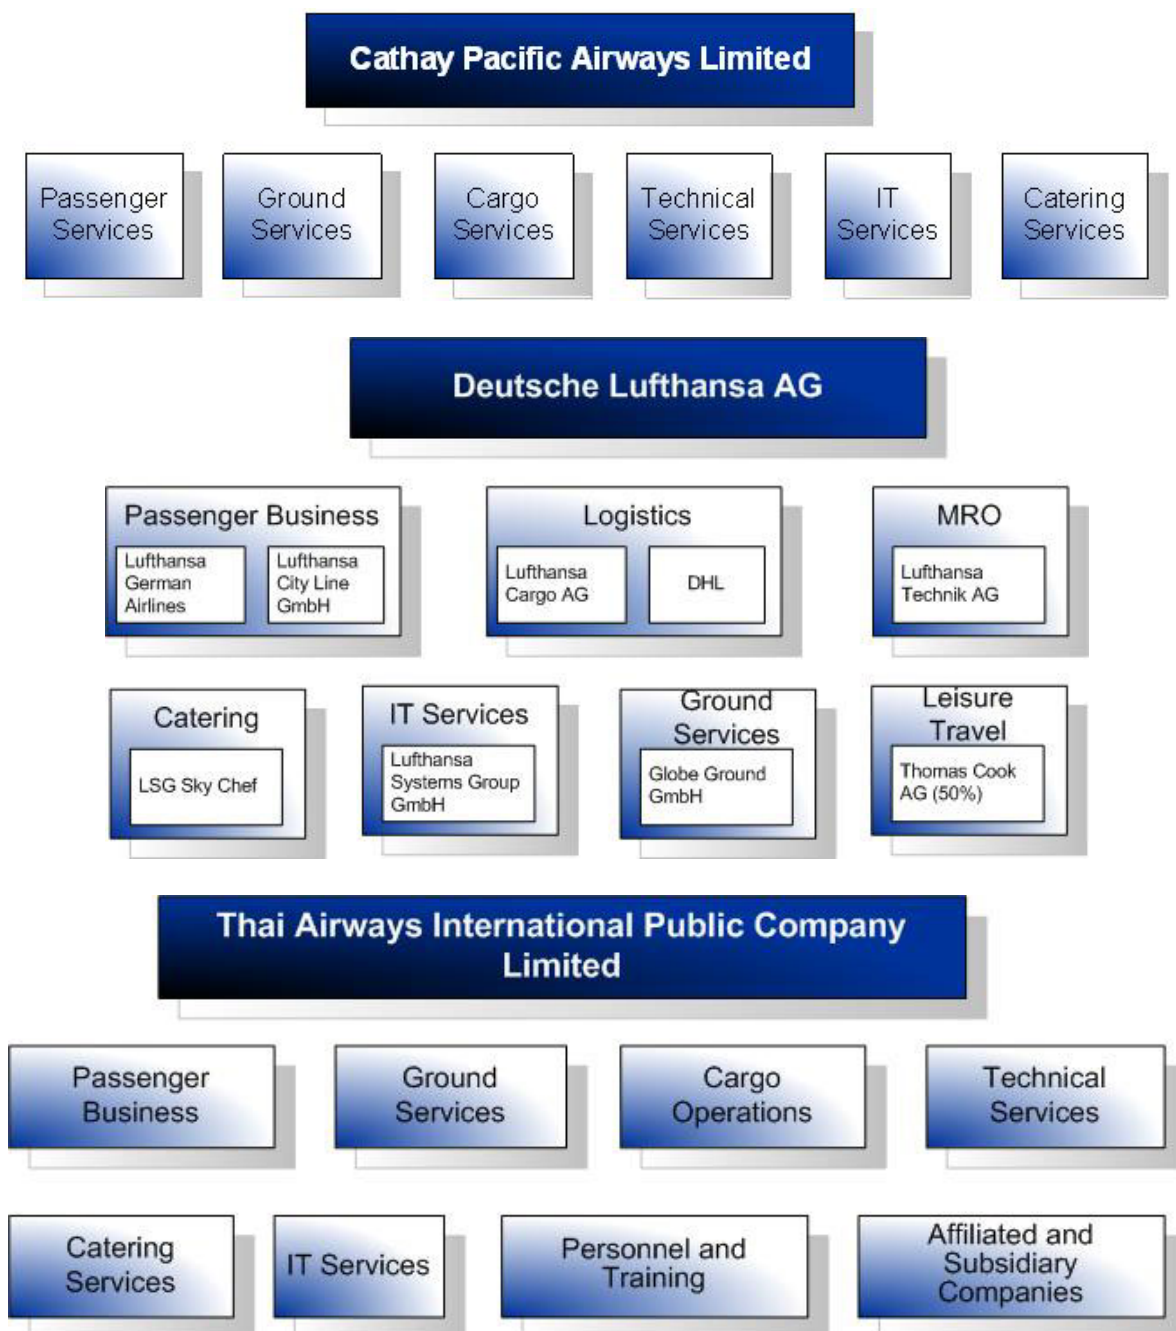 Cathay Pacific Airways Limited
Passenger
Services
Ground
Services
Cargo
Services
Technical
Services
IT
Services
Catering
Services
Deutsche Lufthansa AG
Passenger Business
Lufthansa
German
Airlines
Lufthansa
City Line
GmbH
Logistics
Lufthansa
Cargo AG
DHL
MRO
Lufthansa
Technik AG
Catering
LSG Sky Chef
IT Services
Lufthansa
Systems Group
GmbH
Ground
Services
Globe Ground
GmbH
Leisure
Travel
Thomas Cook
AG (50%)
Thai Airways International Public Company
Limited
Passenger
Business
Ground
Services
Cargo
Operations
Technical
Services
Catering
Services
IT Services
Personnel and
Training
Affiliated and
Subsidiary
Companies